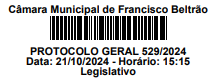 Câmara Municipal de Francisco Beltrão
PROTOCOLO GERAL 529/2024
Data: 21/10/2024 - Horário: 15:15
Legislativo